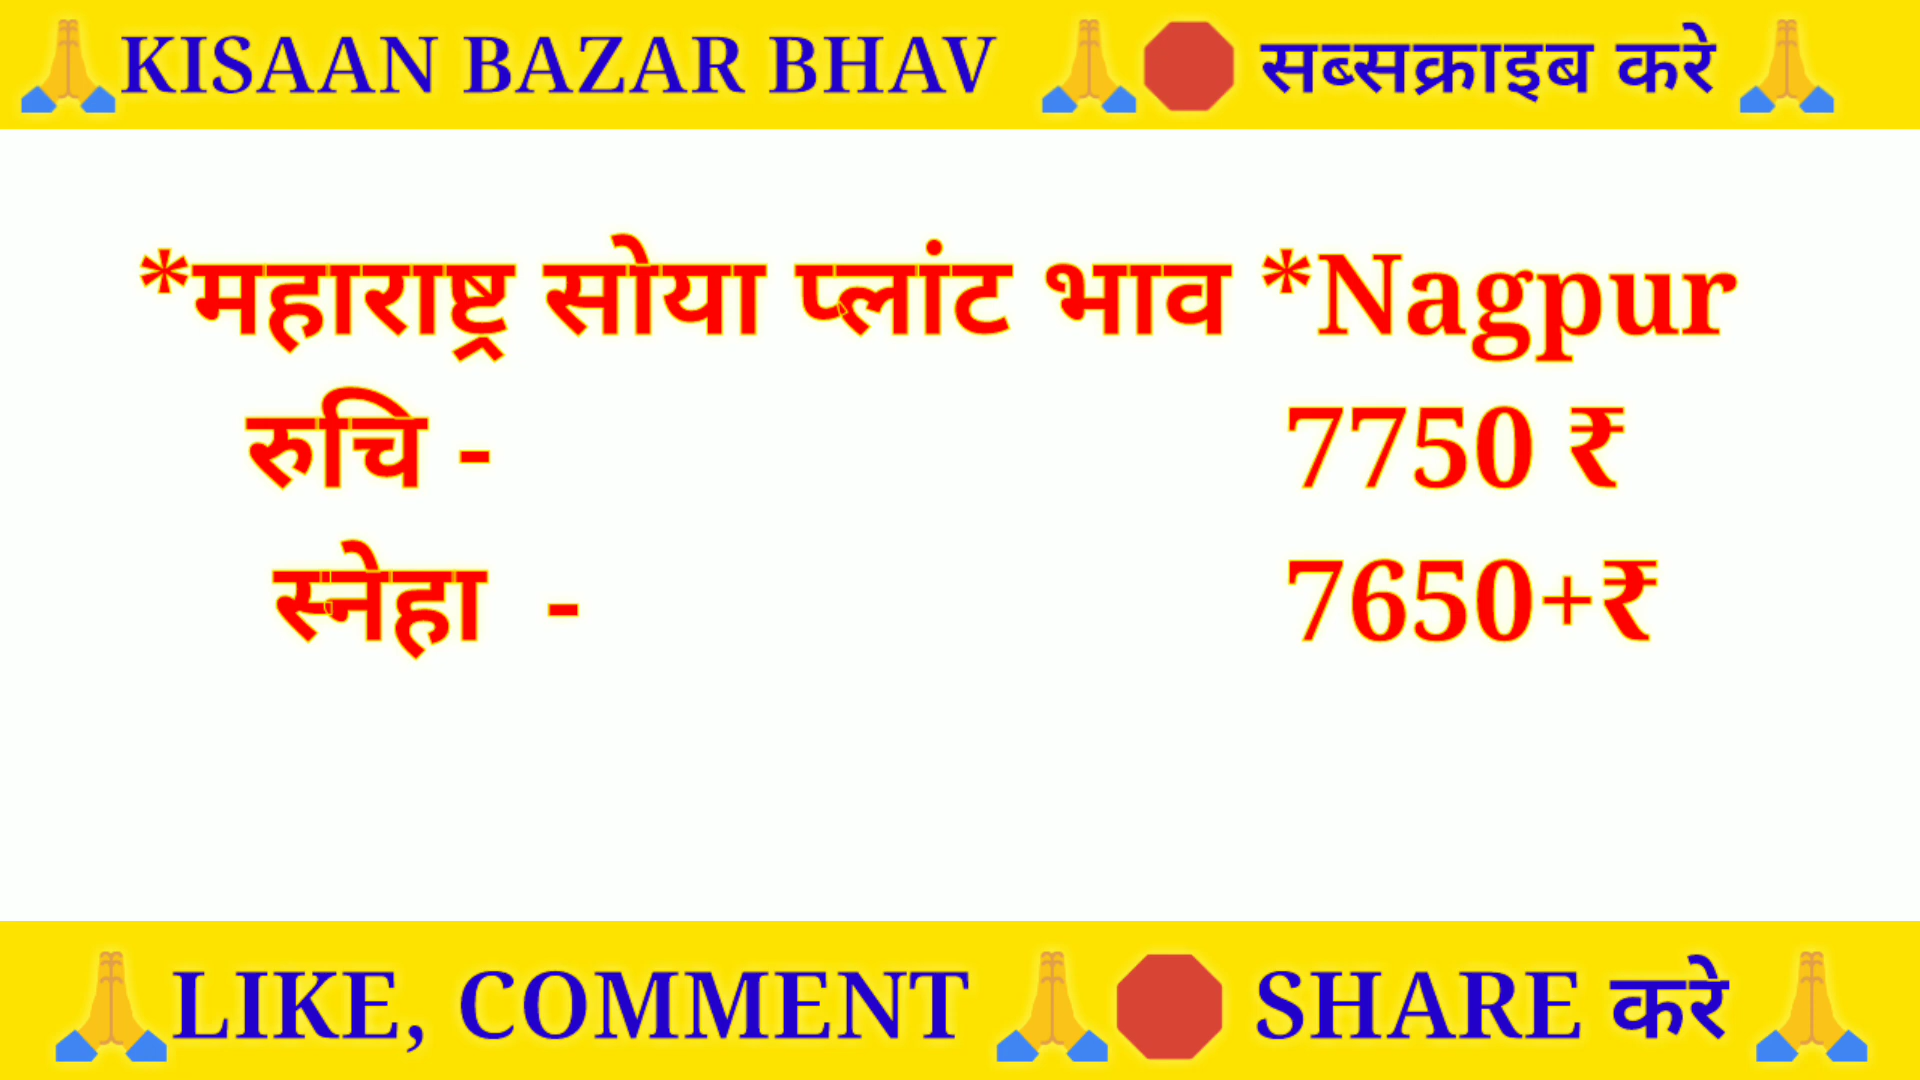 🙏KISAAN BAZAR BHAV 🙏🛑 सब्सक्राइब करे 🙏
*महाराष्ट्र सोया प्लांट भाव *Nagpur
रुचि - 7750 ₹
स्नेहा - 7650+₹
🙏LIKE, COMMENT 🙏🛑 SHARE करे 🙏